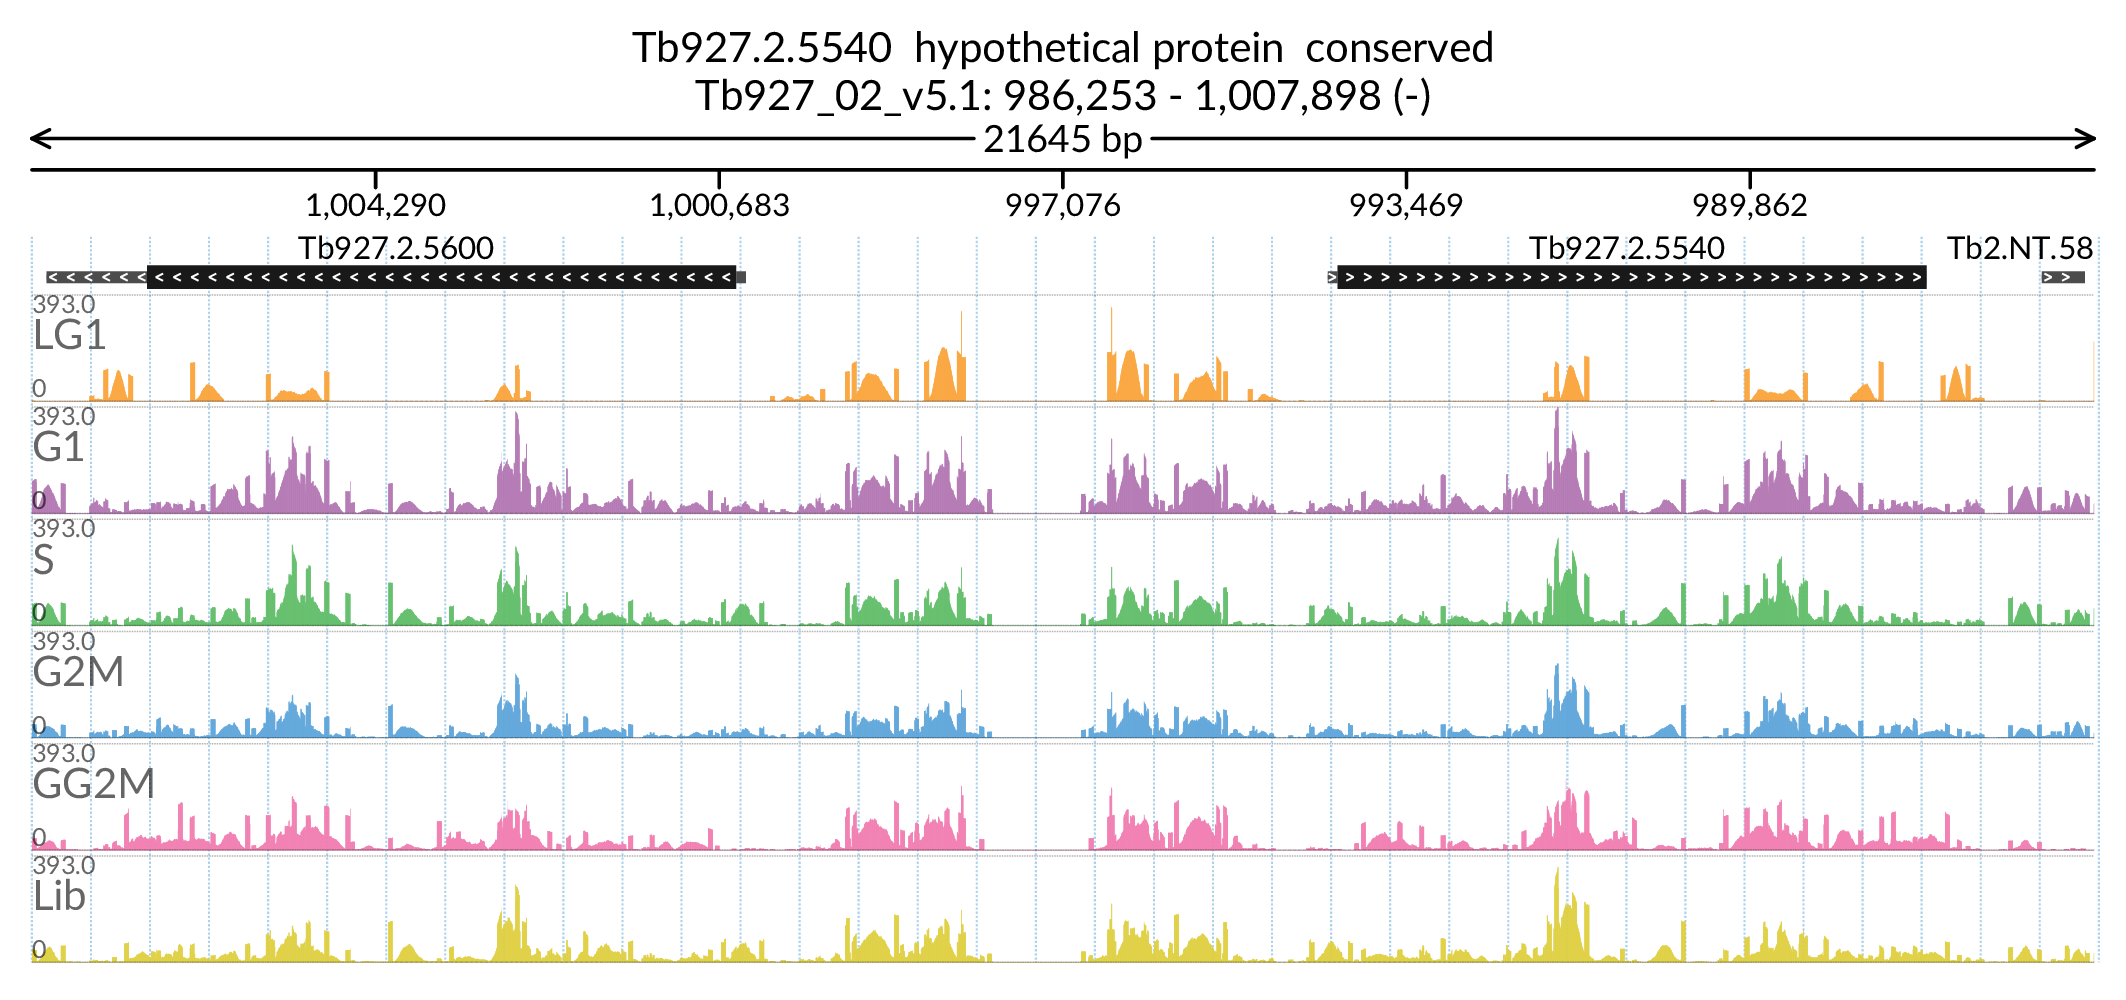 Tb927.2.5540  hypothetical protein  conserved
Tb927_02_v5.1: 986,253 - 1,007,898 (-)
21645 bp
1,004,290 1,000,683 997,076 993,469 989,862
Tb927.2.5600 Tb927.2.5540 Tb2.NT.58
393.0
LG1
0
393.0
G1
0
393.0
S
0
393.0
G2M
0
393.0
GG2M
0
393.0
Lib
0